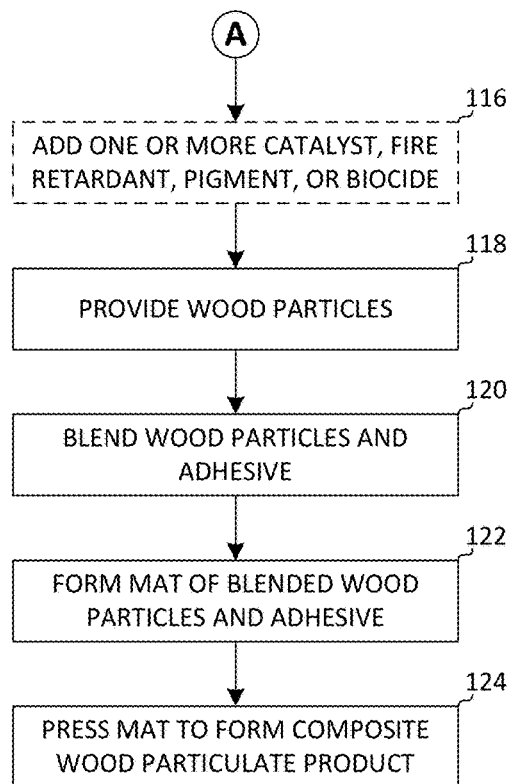 A
116
ADD ONE OR MORE CATALYST, FIRE
RETARDANT, PIGMENT, OR BIOCIDE
118
PROVIDE WOOD PARTICLES
120
BLEND WOOD PARTICLES AND
ADHESIVE
122
FORM MAT OF BLENDED WOOD
PARTICLES AND ADHESIVE
124
PRESS MAT TO FORM COMPOSITE
WOOD PARTICULATE PRODUCT